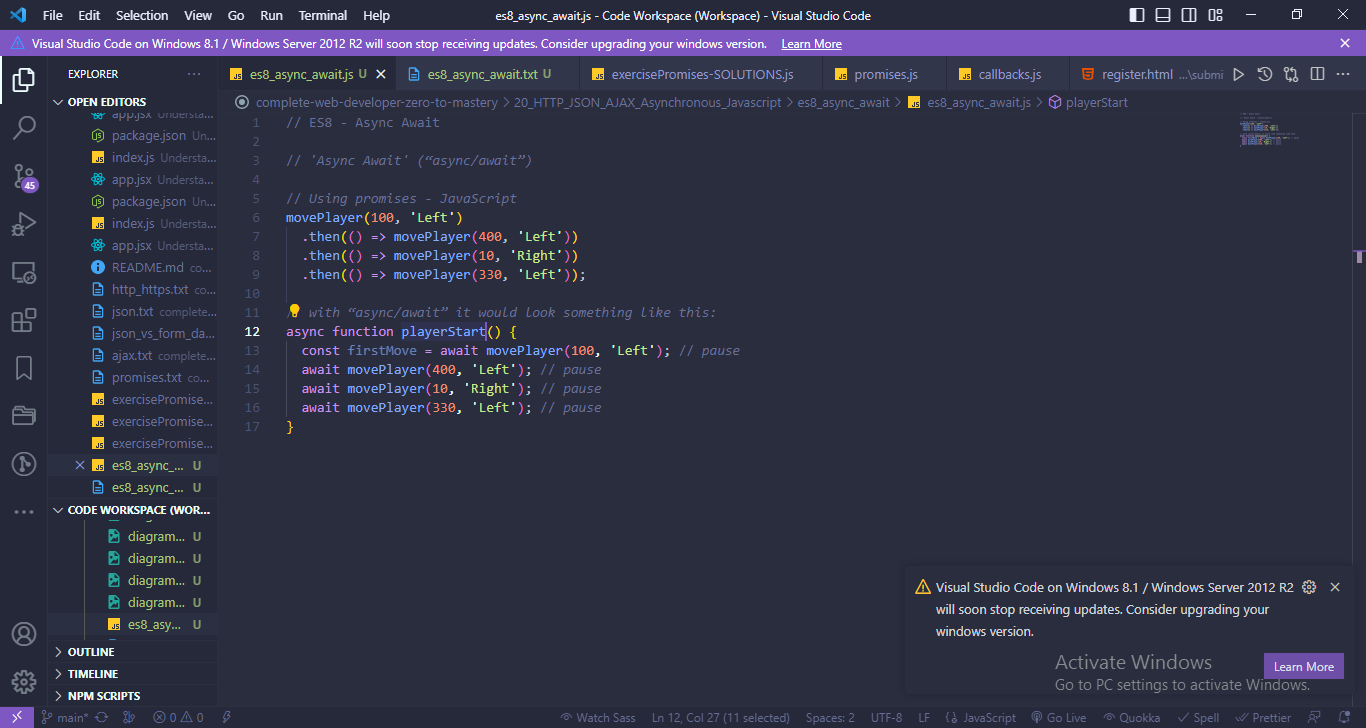 File Edit Selection View Go Run Terminal Help
es8_async_await.js - Code Workspace (Workspace) - Visual Studio Code
Visual Studio Code on Windows 8.1 / Windows Server 2012 R2 will soon stop receiving updates. Consider upgrading your windows version. Learn More
EXPLORER
es8_async_await.js U
es8_async_await.txt U
exercisePromises-SOLUTIONS.js
promises.js
callbacks.js
register.html ...\submi
OPEN EDITORS
app.jsx Understa...
package.json Un...
index.js Understa...
app.jsx Understa...
package.json Un...
index.js Understa...
app.jsx Understa...
README.md co...
http_https.txt co...
json.txt complete...
json_vs_form_da...
ajax.txt complete...
promises.txt co...
exercisePromise...
exercisePromise...
exercisePromise...
es8_async_... U
es8_async_... U
45
CODE WORKSPACE (WOR...
diagram... U
diagram... U
diagram... U
diagram... U
es8_asy... U
OUTLINE
TIMELINE
NPM SCRIPTS
complete-web-developer-zero-to-mastery > 20_HTTP_JSON_AJAX_Asynchronous_Javascript > es8_async_await > es8_async_await.js > playerStart
1 // ES8 - Async Await
2
3 // 'Async Await' (“async/await”)
4
5 // Using promises - JavaScript
6 movePlayer(100, 'Left')
7 .then(() => movePlayer(400, 'Left'))
8 .then(() => movePlayer(10, 'Right'))
9 .then(() => movePlayer(330, 'Left'));
10
11 / with “async/await” it would look something like this:
12 async function playerStart() {
13 const firstMove = await movePlayer(100, 'Left'); // pause
14 await movePlayer(400, 'Left'); // pause
15 await movePlayer(10, 'Right'); // pause
16 await movePlayer(330, 'Left'); // pause
17 }
Visual Studio Code on Windows 8.1 / Windows Server 2012 R2
will soon stop receiving updates. Consider upgrading your
windows version.
Learn More
Activate Windows
Go to PC settings to activate Windows.
main* 0 0 Watch Sass Ln 12, Col 27 (11 selected) Spaces: 2 UTF-8 LF JavaScript Go Live Quokka Spell Prettier